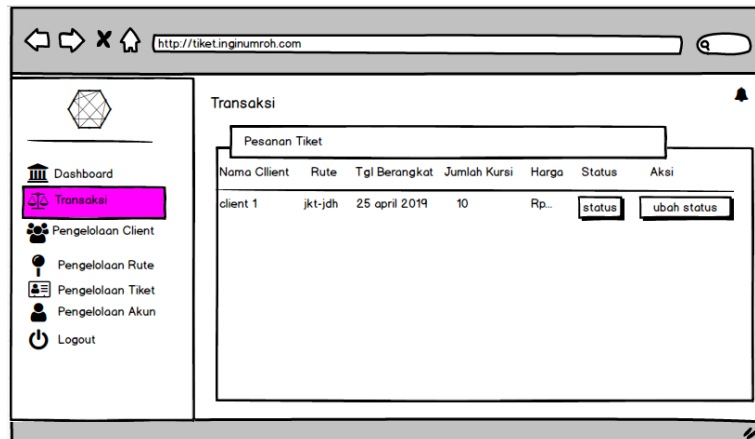 http://tiket.inginumroh.com
Dashboard
Transaksi
Pengelolaan Client
Pengelolaan Rute
Pengelolaan Tiket
Pengelolaan Akun
Logout
Transaksi
Pesanan Tiket
Nama Cllient Rute Tgl Berangkat Jumlah Kursi Harga Status Aksi
client 1 jkt-jdh 25 april 2019 10 Rp... status ubah status